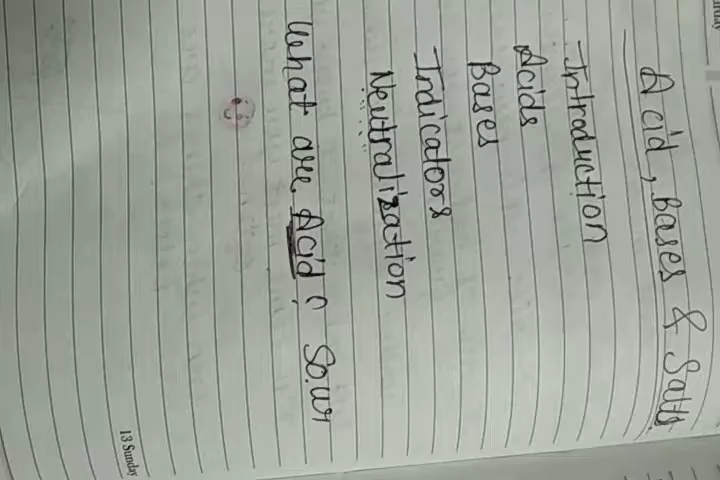 Acid, Bases & Salts
Introduction
Acids
Bases
Indicators
Neutralization
What are Acid? Sour
13 Sunday